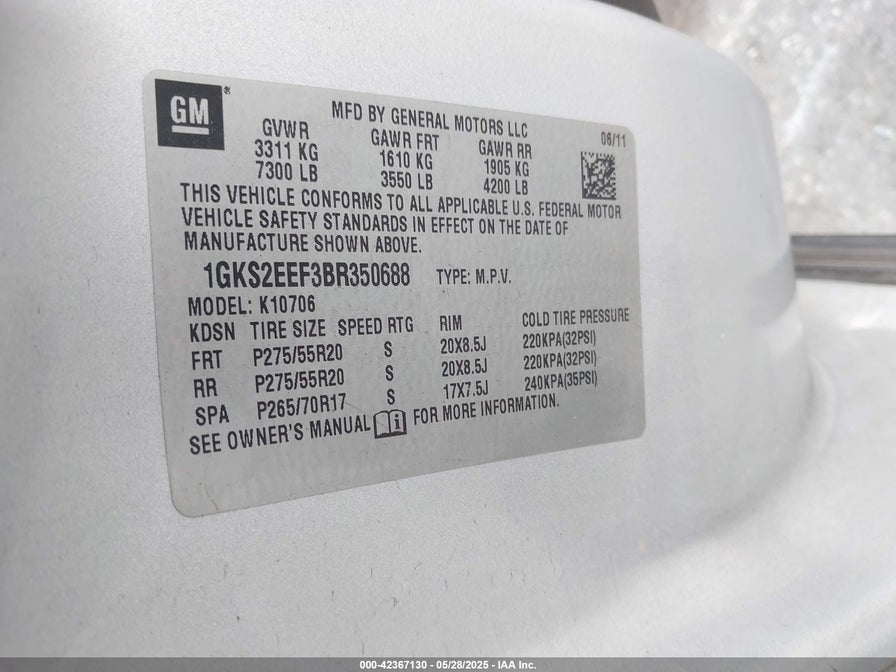 GM
MFD BY GENERAL MOTORS LLC
06/11
GVWR GAWR FRT GAWR RR
3311 KG 1610 KG 1905 KG
7300 LB 3550 LB 4200 LB
THIS VEHICLE CONFORMS TO ALL APPLICABLE U.S. FEDERAL MOTOR
VEHICLE SAFETY STANDARDS IN EFFECT ON THE DATE OF
MANUFACTURE SHOWN ABOVE.
1GKS2EEF3BR350688 TYPE: M.P.V.
MODEL: K10706
KDSN TIRE SIZE SPEED RTG RIM COLD TIRE PRESSURE
FRT P275/55R20 S 20X8.5J 220KPA(32PSI)
RR P275/55R20 S 20X8.5J 220KPA(32PSI)
SPA P265/70R17 S 17X7.5J 240KPA(35PSI)
SEE OWNER'S MANUAL i FOR MORE INFORMATION.
000-42367130 - 05/28/2025 - IAA Inc.